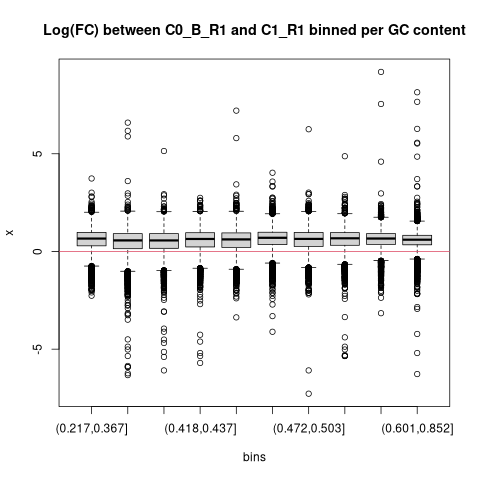 Log(FC) between C0_B_R1 and C1_R1 binned per GC content
5
0
-5
x
(0.217,0.367]
(0.418,0.437]
(0.472,0.503]
(0.601,0.852]
bins